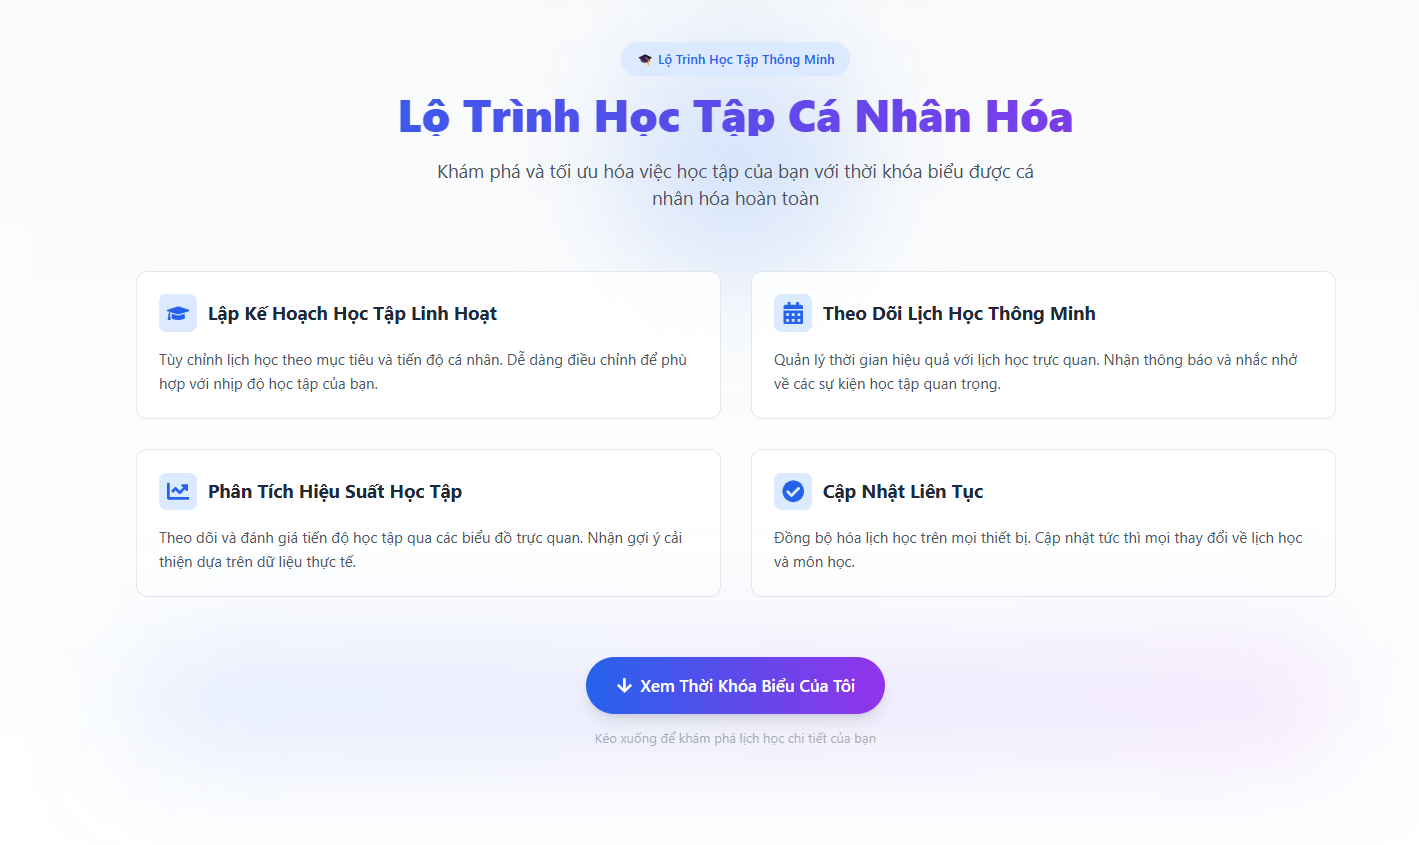 Lộ Trình Học Tập Thông Minh
Lộ Trình Học Tập Cá Nhân Hóa
Khám phá và tối ưu hóa việc học tập của bạn với thời khóa biểu được cá
nhân hóa hoàn toàn
Lập Kế Hoạch Học Tập Linh Hoạt
Tùy chỉnh lịch học theo mục tiêu và tiến độ cá nhân. Dễ dàng điều chỉnh để phù
hợp với nhịp độ học tập của bạn.
Theo Dõi Lịch Học Thông Minh
Quản lý thời gian hiệu quả với lịch học trực quan. Nhận thông báo và nhắc nhở
về các sự kiện học tập quan trọng.
Phân Tích Hiệu Suất Học Tập
Theo dõi và đánh giá tiến độ học tập qua các biểu đồ trực quan. Nhận gợi ý cải
thiện dựa trên dữ liệu thực tế.
Cập Nhật Liên Tục
Đồng bộ hóa lịch học trên mọi thiết bị. Cập nhật tức thì mọi thay đổi về lịch học
và môn học.
Xem Thời Khóa Biểu Của Tôi
Kéo xuống để khám phá lịch học chi tiết của bạn